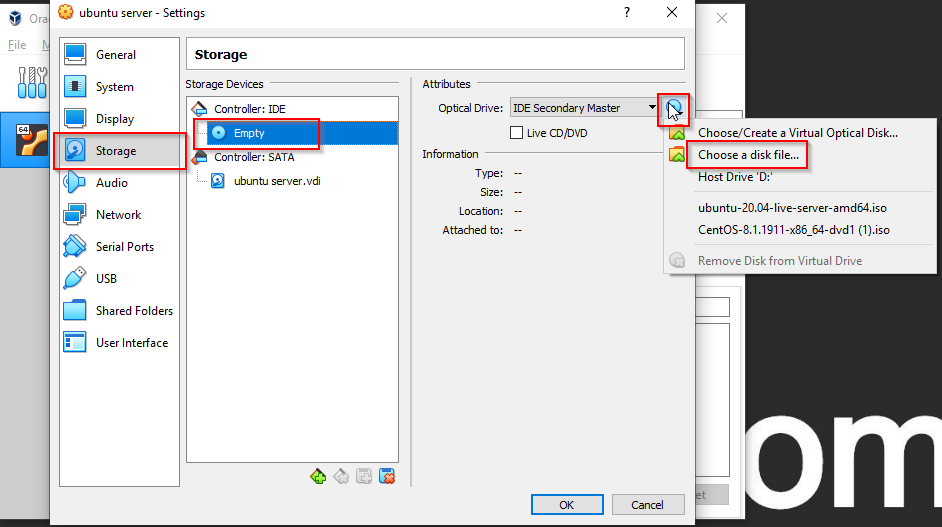 ubuntu server - Settings
?
Orac
File
M
General
System
Display
Storage
Audio
Network
Serial Ports
USB
Shared Folders
User Interface
64
Storage
Storage Devices
Controller: IDE
Empty
Controller: SATA
ubuntu server.vdi
Attributes
Optical Drive:
IDE Secondary Master
Live CD/DVD
Information
Type:
--
Size:
--
Location:
--
Attached to:
--
Choose/Create a Virtual Optical Disk...
Choose a disk file...
Host Drive 'D:'
ubuntu-20.04-live-server-amd64.iso
CentOS-8.1.1911-x86_64-dvd1 (1).iso
Remove Disk from Virtual Drive
OK
Cancel
et
om